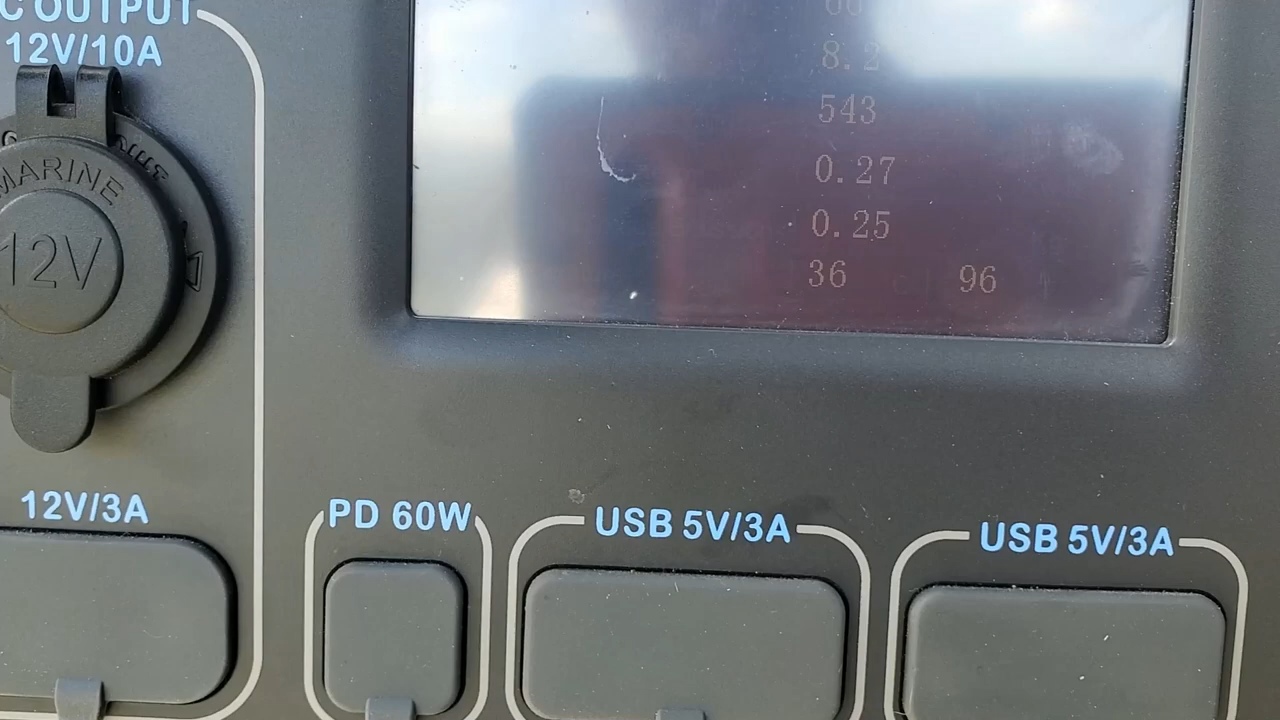 C OUTPUT
12V/10A
MARINE
12V
8.2
543
0.27
0.25
36 96
12V/3A
PD 60W
USB 5V/3A
USB 5V/3A